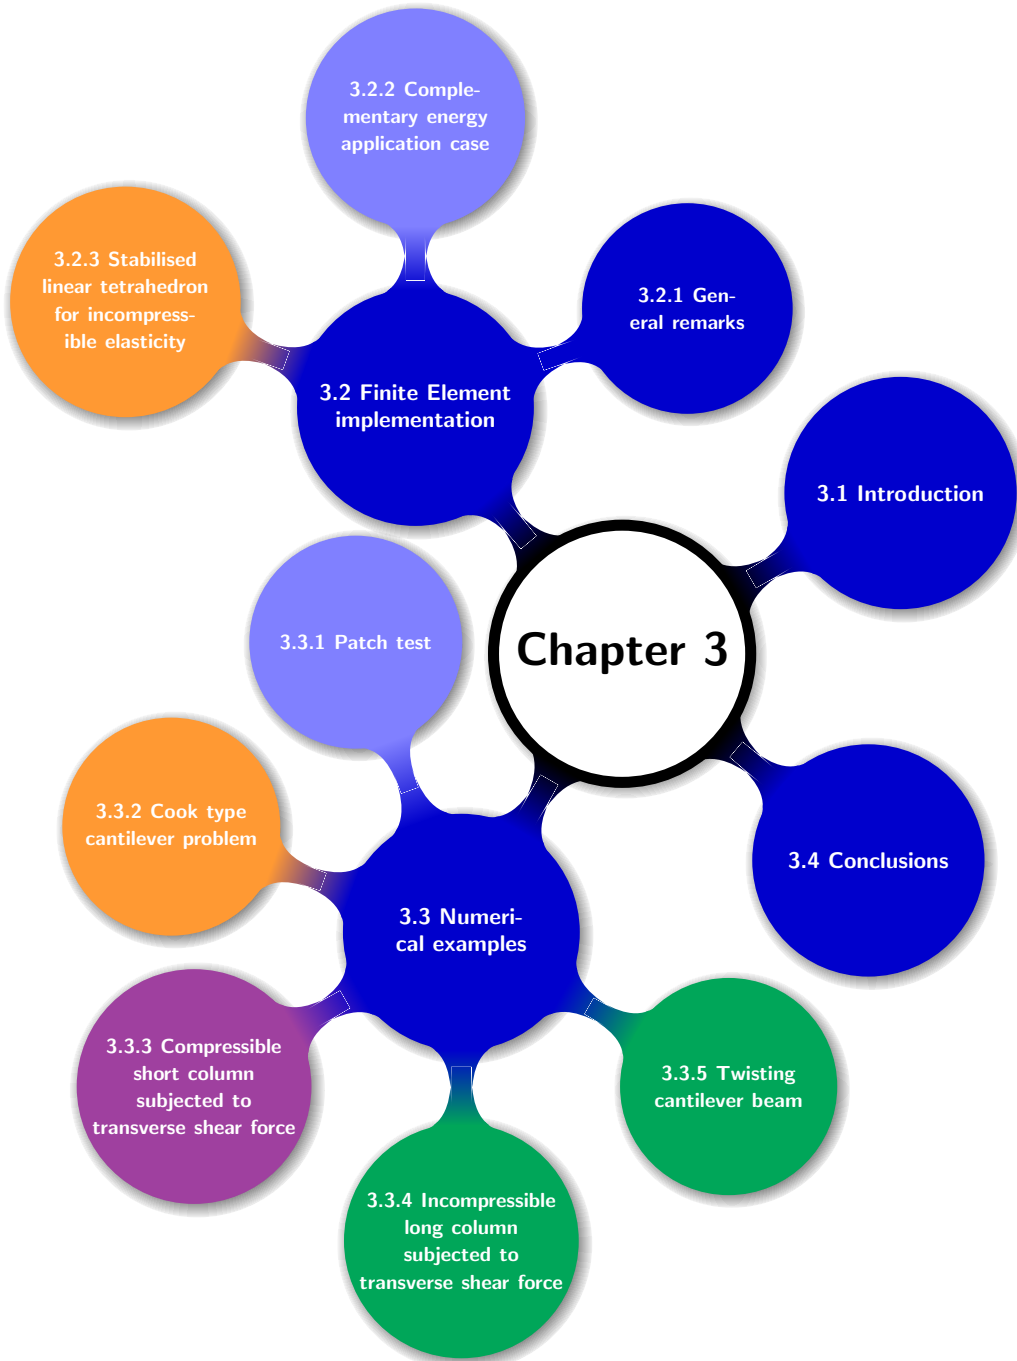 3.2.2 Comple-
mentary energy
application case
3.2.3 Stabilised
linear tetrahedron
for incompress-
ible elasticity
3.2.1 Gen-
eral remarks
3.2 Finite Element
implementation
3.1 Introduction
Chapter 3
3.3.1 Patch test
3.3.2 Cook type
cantilever problem
3.4 Conclusions
3.3 Numeri-
cal examples
3.3.3 Compressible
short column
subjected to
transverse shear force
3.3.5 Twisting
cantilever beam
3.3.4 Incompressible
long column
subjected to
transverse shear force